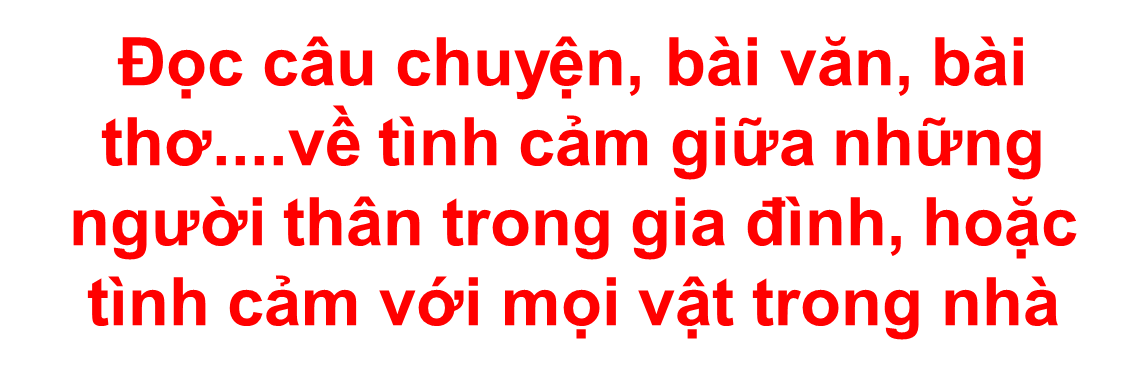 Đọc câu chuyện, bài văn, bài
thơ....về tình cảm giữa những
người thân trong gia đình, hoặc
tình cảm với mọi vật trong nhà